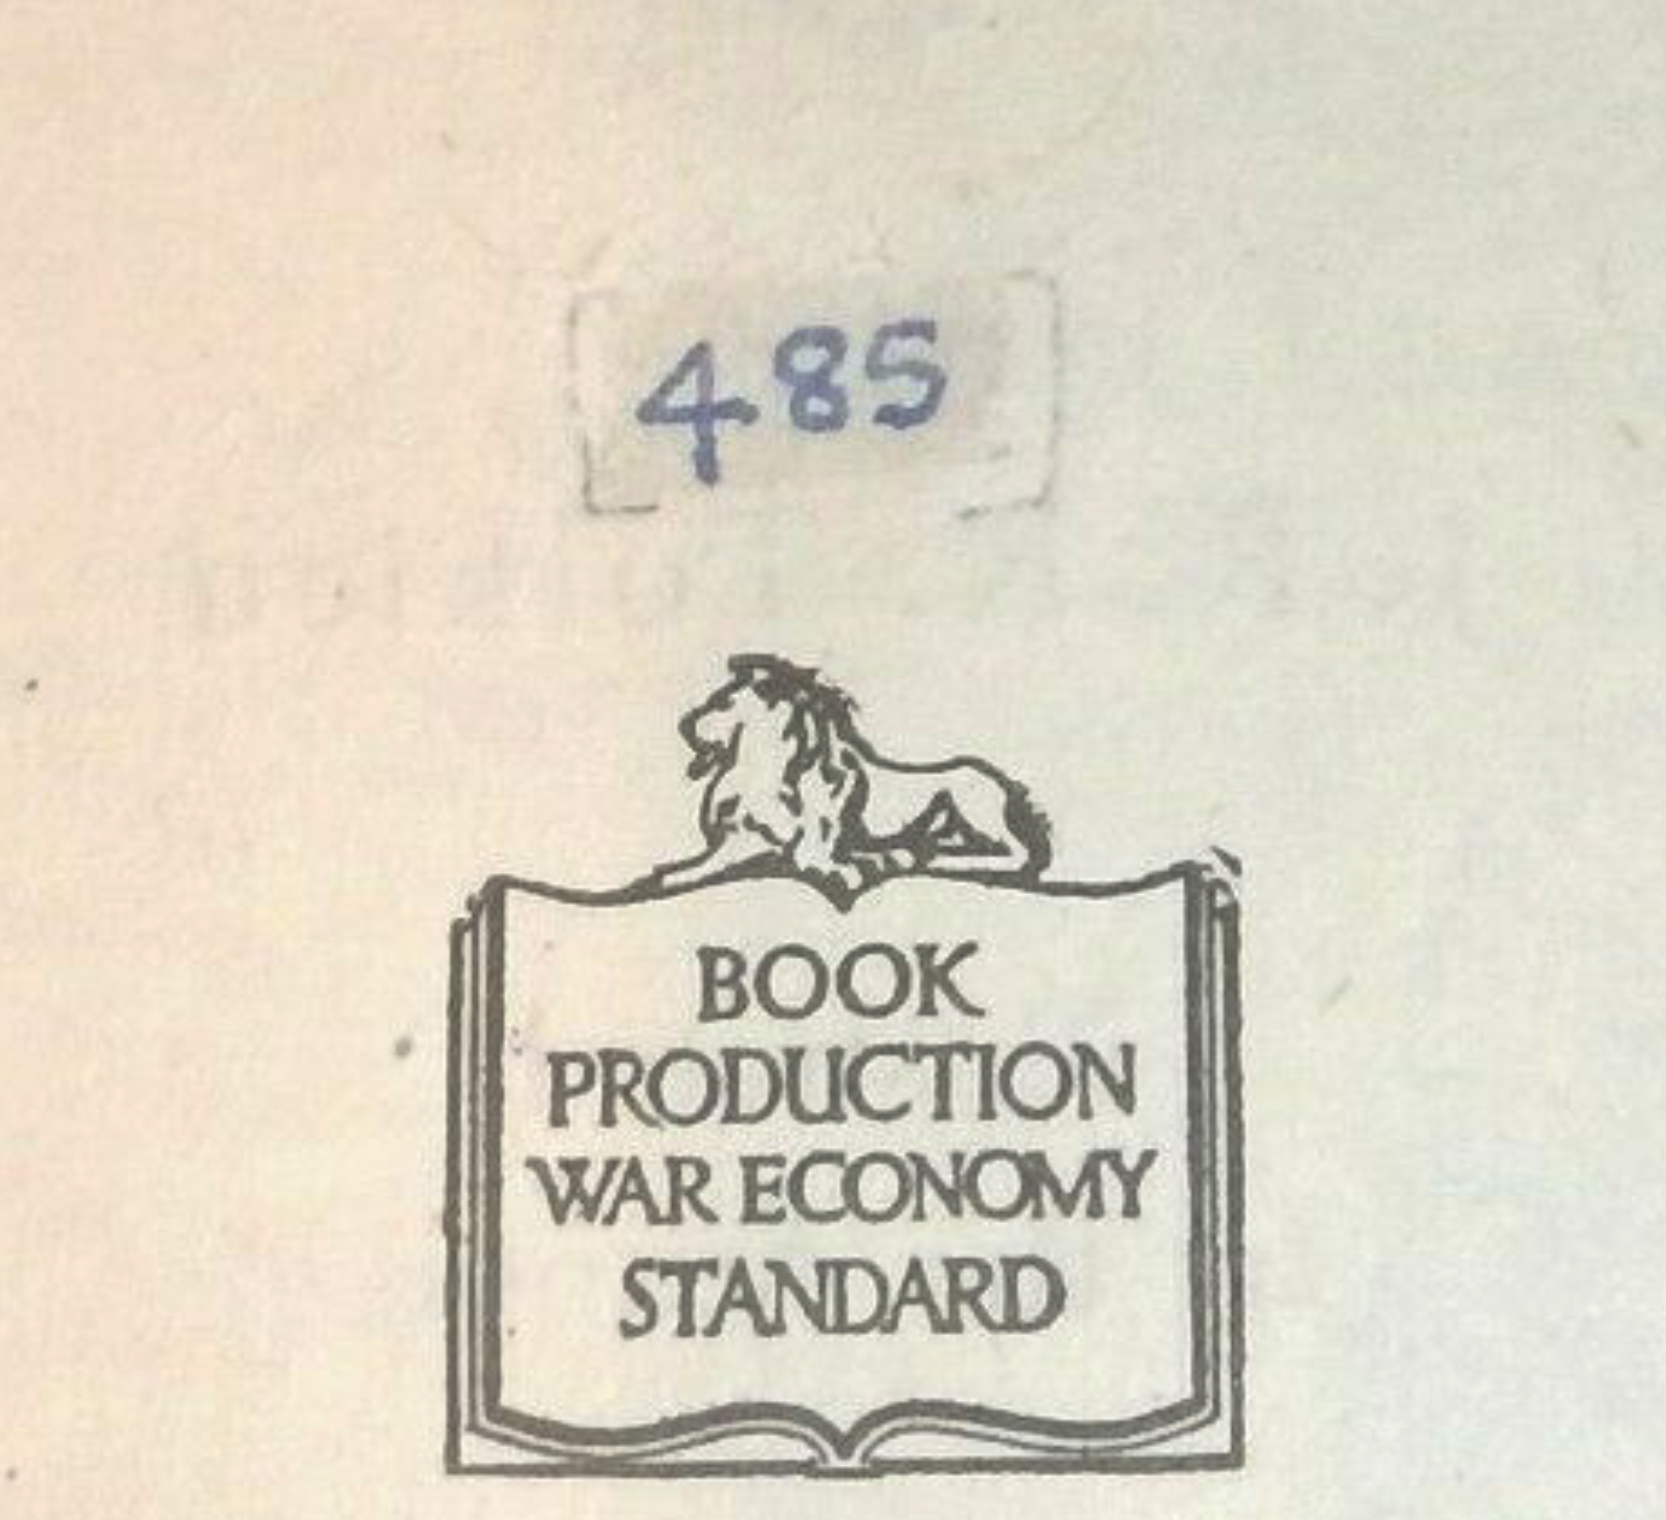 485
BOOK
PRODUCTION
WAR ECONOMY
STANDARD